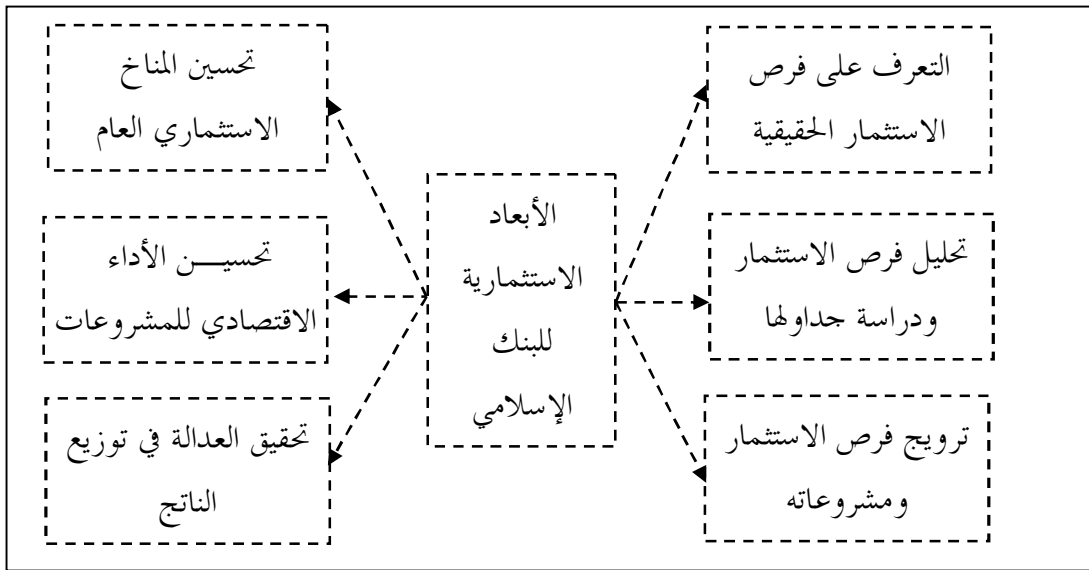 التعرف على فرص
الاستثمار الحقيقية
تحليل فرص الاستثمار
ودراسة جداولها
ترويج فرص الاستثمار
ومشروعاته
الأبعاد
الاستثمارية
للبنك
الإسلامي
تحسين المناخ
الاستثماري العام
تحسيـــن الأداء
الاقتصادي للمشروعات
تحقيق العدالة في توزيع
الناتج